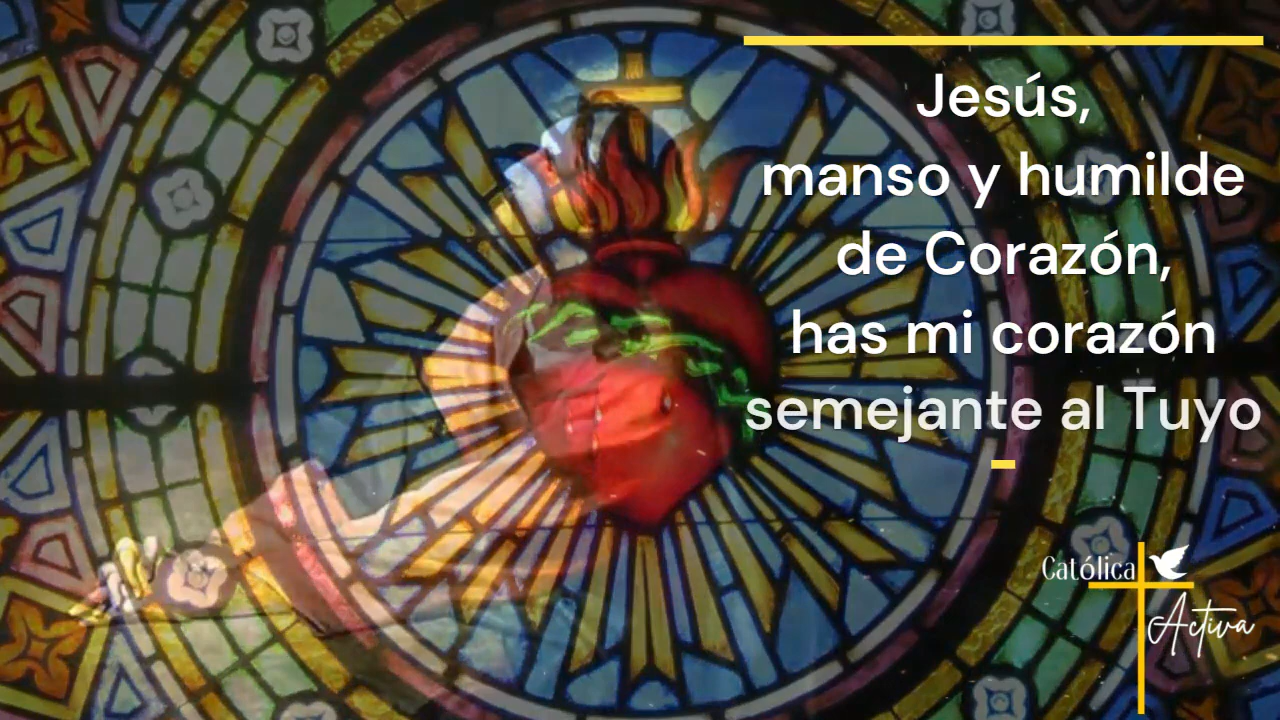 Jesús,
manso y humilde
de Corazón,
has mi corazón
semejante al Tuyo
Católica
Activa